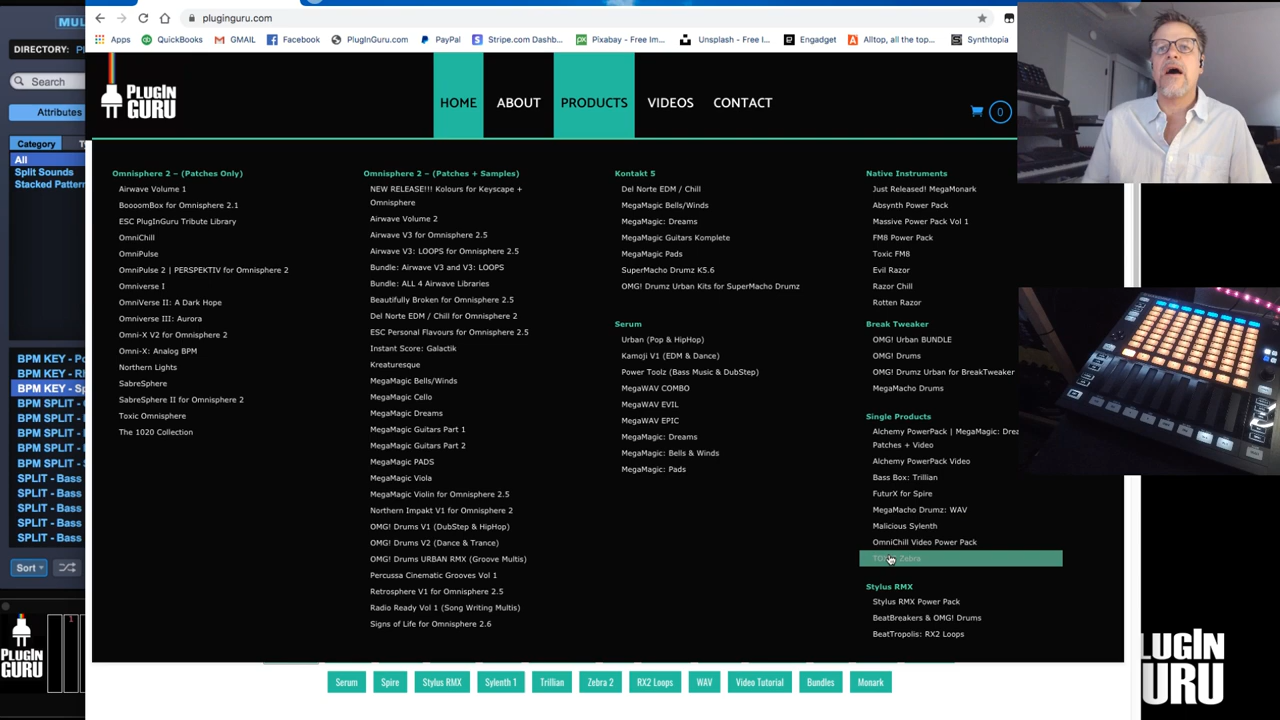 MUL
DIRECTORY: P
Search
Attributes
Category
All
Split Sounds
Stacked Pattern
BPM KEY - P
BPM KEY -
BPM KEY - Sp
BPM KEY - SP
BPM RU
BPM SPLIT -
BPM SPLIT -
BPM SPLIT -
BPM SPLIT - S
SPLIT - Bass
SPLIT - Bass
SPLIT - Bass
SPLIT - Bass
Sort
PLUGIN
GURU
pluginguru.com
Apps
QuickBooks
GMAIL
Facebook
PlugInGuru.com
PayPal
Stripe.com Dashb...
Pixabay - Free Im...
Unsplash - Free I...
Engadget
Alltop, all the top...
Synthtopia
PLUGIN
GURU
HOME
ABOUT
PRODUCTS
VIDEOS
CONTACT
0
Omnisphere 2 – (Patches Only)
Airwave Volume 1
BoooomBox for Omnisphere 2.1
ESC PlugInGuru Tribute Library
OmniChill
OmniPulse
OmniPulse 2 | PERSPEKTIV for Omnisphere 2
Omniverse I
OmniVerse II: A Dark Hope
Omniverse III: Aurora
Omni-X V2 for Omnisphere 2
Omni-X: Analog BPM
Northern Lights
SabreSphere
SabreSphere II for Omnisphere 2
Toxic Omnisphere
The 1020 Collection
Omnisphere 2 – (Patches + Samples)
NEW RELEASE!!! Kolours for Keyscape +
Omnisphere
Airwave Volume 2
Airwave V3 for Omnisphere 2.5
Airwave V3: LOOPS for Omnisphere 2.5
Bundle: Airwave V3 and V3: LOOPS
Bundle: ALL 4 Airwave Libraries
Beautifully Broken for Omnisphere 2.5
Del Norte EDM / Chill for Omnisphere 2
ESC Personal Flavours for Omnisphere 2.5
Instant Score: Galactik
Kreaturesque
MegaMagic Bells/Winds
MegaMagic Cello
MegaMagic Dreams
MegaMagic Guitars Part 1
MegaMagic Guitars Part 2
MegaMagic PADS
MegaMagic Viola
MegaMagic Violin for Omnisphere 2.5
Northern Impakt V1 for Omnisphere 2
OMG! Drums V1 (DubStep & HipHop)
OMG! Drums V2 (Dance & Trance)
OMG! Drums URBAN RMX (Groove Multis)
Percussa Cinematic Grooves Vol 1
Retrosphere V1 for Omnisphere 2.5
Radio Ready Vol 1 (Song Writing Multis)
Signs of Life for Omnisphere 2.6
Kontakt 5
Del Norte EDM / Chill
MegaMagic Bells/Winds
MegaMagic: Dreams
MegaMagic Guitars Komplete
MegaMagic Pads
SuperMacho Drumz K5.6
OMG! Drumz Urban Kits for SuperMacho Drumz
Serum
Urban (Pop & HipHop)
Kamoji V1 (EDM & Dance)
Power Toolz (Bass Music & DubStep)
MegaWAV COMBO
MegaWAV EVIL
MegaWAV EPIC
MegaMagic: Dreams
MegaMagic: Bells & Winds
MegaMagic: Pads
Native Instruments
Just Released! MegaMonark
Absynth Power Pack
Massive Power Pack Vol 1
FM8 Power Pack
Toxic FM8
Evil Razor
Razor Chill
Rotten Razor
Break Tweaker
OMG! Urban BUNDLE
OMG! Drums
OMG! Drumz Urban for BreakTweaker
MegaMacho Drums
Single Products
Alchemy PowerPack | MegaMagic: Drea
Patches + Video
Alchemy PowerPack Video
Bass Box: Trillian
FuturX for Spire
MegaMacho Drumz: WAV
Malicious Sylenth
OmniChill Video Power Pack
Zebra
Stylus RMX
Stylus RMX Power Pack
BeatBreakers & OMG! Drums
BeatTropolis: RX2 Loops
Serum
Spire
Stylus RMX
Sylenth 1
Trillian
Zebra 2
RX2 Loops
WAV
Video Tutorial
Bundles
Monark
LUGIN
GURU